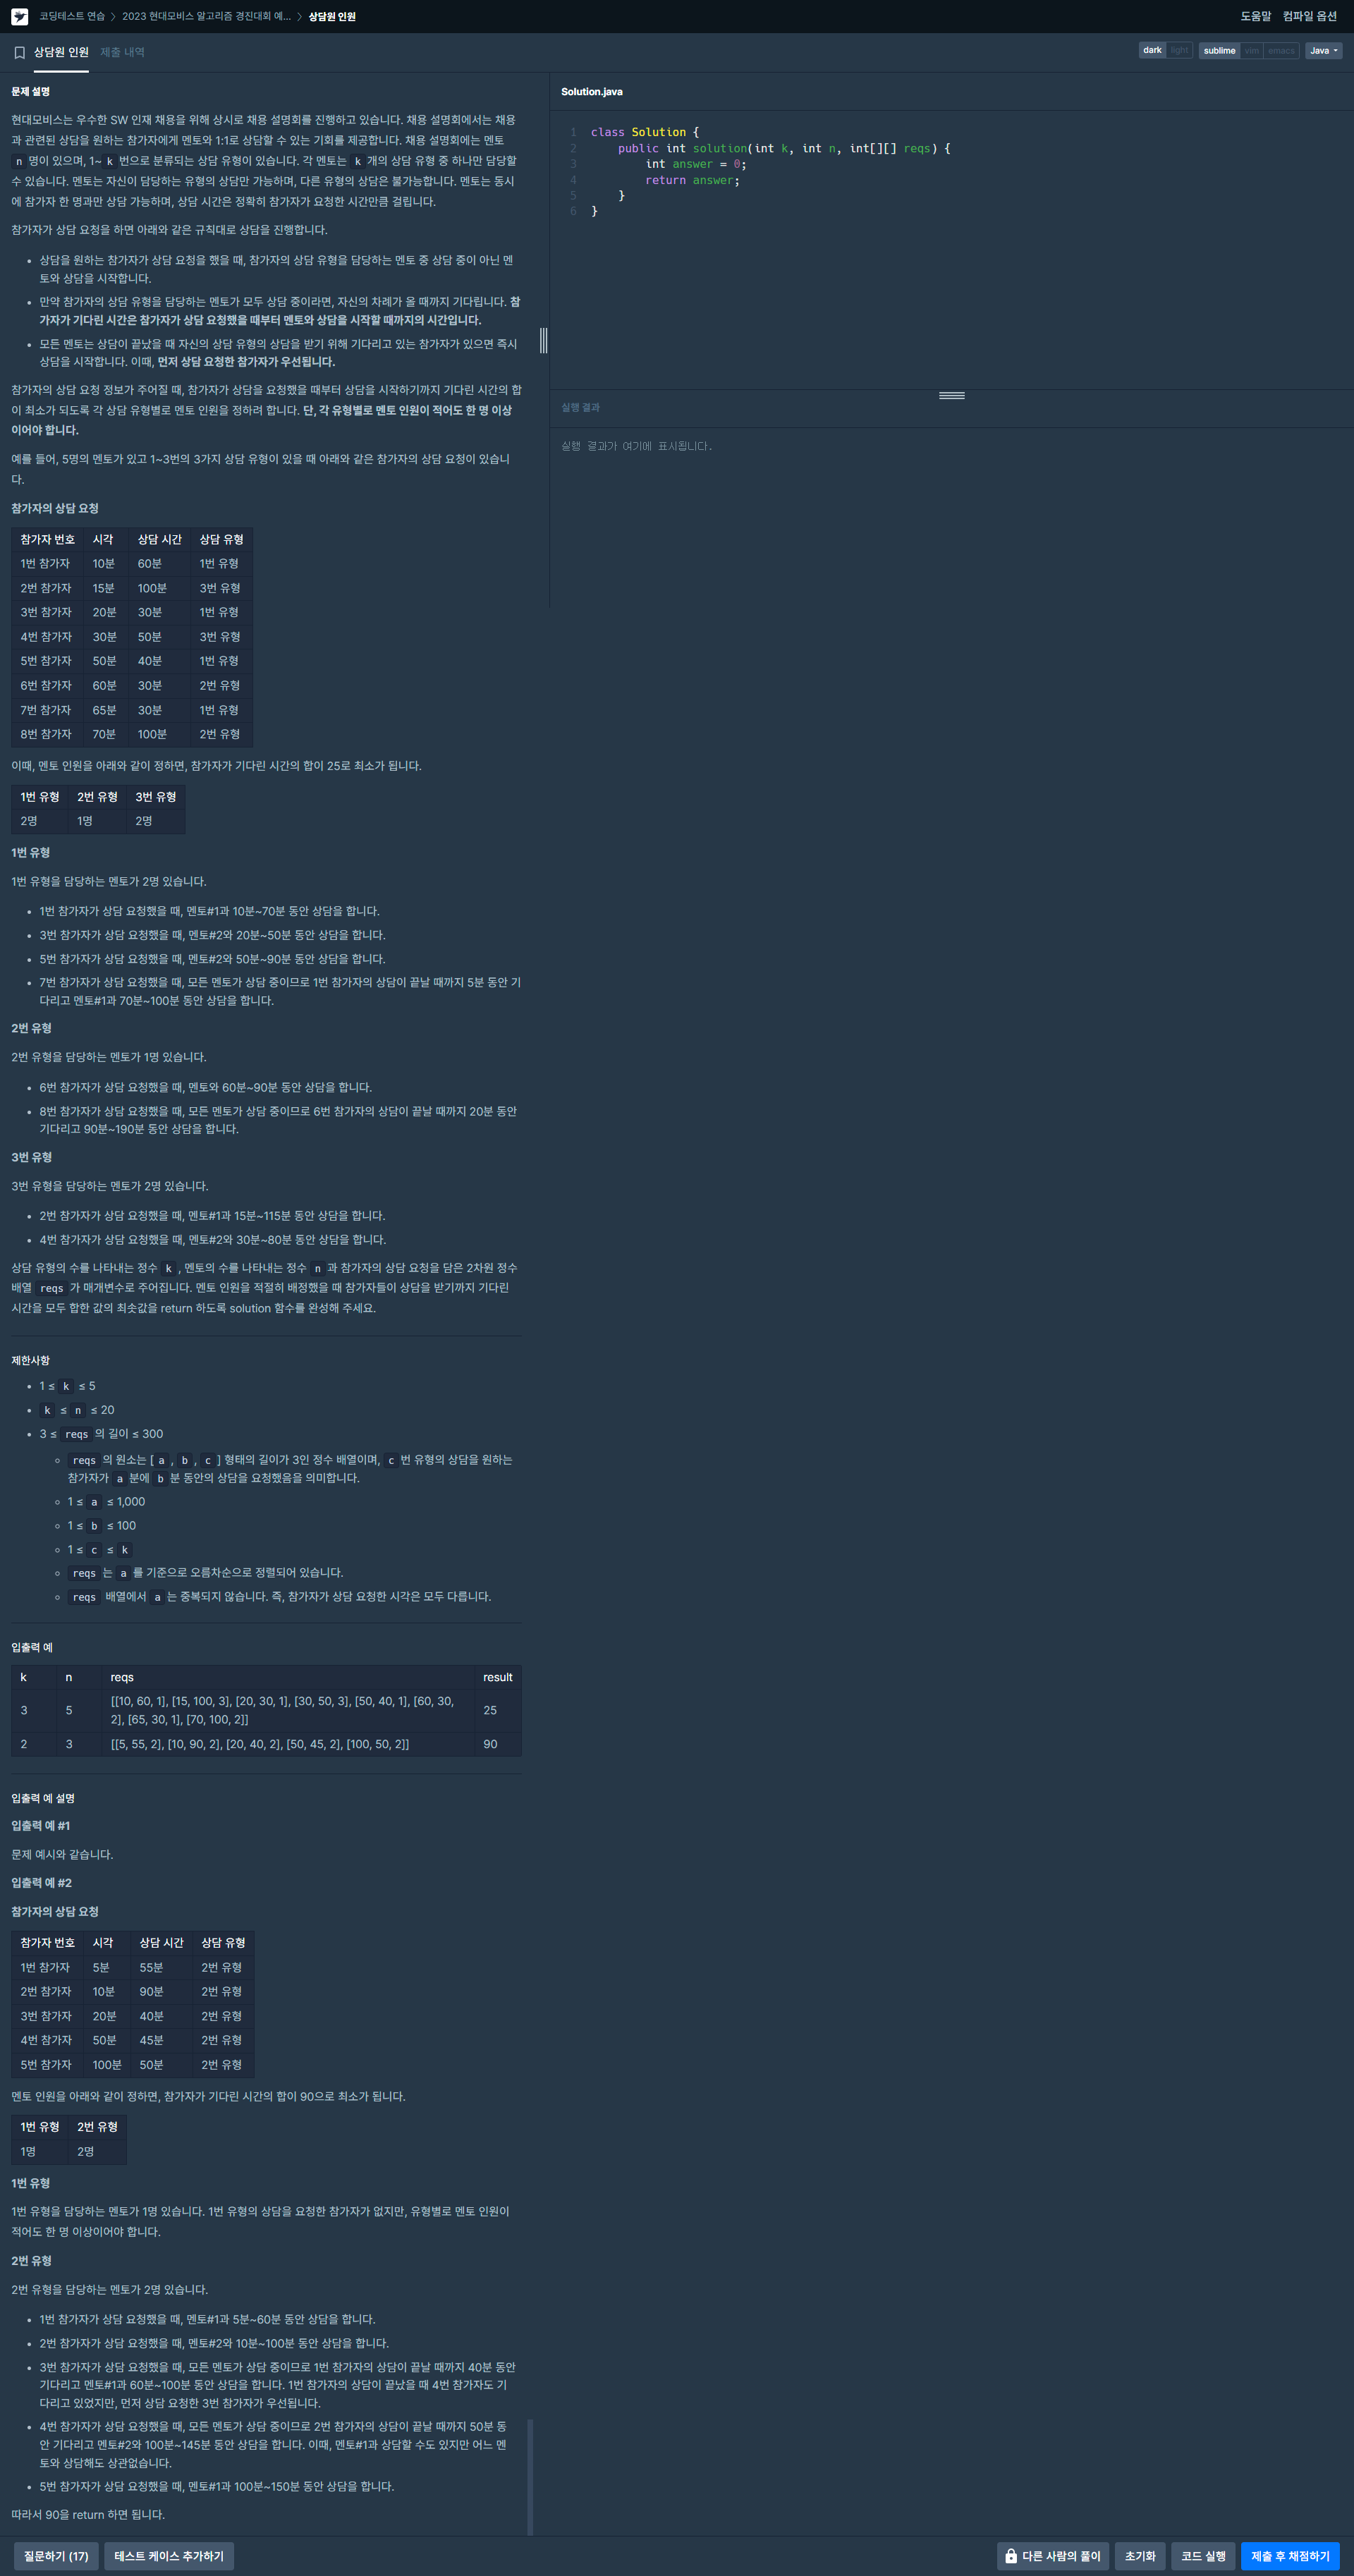 코딩테스트 연습 > 2023 현대모비스 알고리즘 경진대회 예... > 상담원 인원
도움말 컴파일 옵션
상담원 인원 제출 내역
dark light sublime vim emacs Java
문제 설명
현대모비스는 우수한 SW 인재 채용을 위해 상시로 채용 설명회를 진행하고 있습니다. 채용 설명회에서는 채용
과 관련된 상담을 원하는 참가자에게 멘토와 1:1로 상담할 수 있는 기회를 제공합니다. 채용 설명회에는 멘토
n 명이 있으며, 1~ k 번으로 분류되는 상담 유형이 있습니다. 각 멘토는 k 개의 상담 유형 중 하나만 담당할
수 있습니다. 멘토는 자신이 담당하는 유형의 상담만 가능하며, 다른 유형의 상담은 불가능합니다. 멘토는 동시
에 참가자 한 명과만 상담 가능하며, 상담 시간은 정확히 참가자가 요청한 시간만큼 걸립니다.
참가자가 상담 요청을 하면 아래와 같은 규칙대로 상담을 진행합니다.
• 상담을 원하는 참가자가 상담 요청을 했을 때, 참가자의 상담 유형을 담당하는 멘토 중 상담 중이 아닌 멘
토와 상담을 시작합니다.
• 만약 참가자의 상담 유형을 담당하는 멘토가 모두 상담 중이라면, 자신의 차례가 올 때까지 기다립니다. 참
가자가 기다린 시간은 참가자가 상담 요청했을 때부터 멘토와 상담을 시작할 때까지의 시간입니다.
• 모든 멘토는 상담이 끝났을 때 자신의 상담 유형의 상담을 받기 위해 기다리고 있는 참가자가 있으면 즉시
상담을 시작합니다. 이때, 먼저 상담 요청한 참가자가 우선됩니다.
참가자의 상담 요청 정보가 주어질 때, 참가자가 상담을 요청했을 때부터 상담을 시작하기까지 기다린 시간의 합
이 최소가 되도록 각 상담 유형별로 멘토 인원을 정하려 합니다. 단, 각 유형별로 멘토 인원이 적어도 한 명 이상
이어야 합니다.
예를 들어, 5명의 멘토가 있고 1~3번의 3가지 상담 유형이 있을 때 아래와 같은 참가자의 상담 요청이 있습니
다.
참가자의 상담 요청
참가자 번호 시각 상담 시간 상담 유형
1번 참가자 10분 60분 1번 유형
2번 참가자 15분 100분 3번 유형
3번 참가자 20분 30분 1번 유형
4번 참가자 30분 50분 3번 유형
5번 참가자 50분 40분 1번 유형
6번 참가자 60분 30분 2번 유형
7번 참가자 65분 30분 1번 유형
8번 참가자 70분 100분 2번 유형
이때, 멘토 인원을 아래와 같이 정하면, 참가자가 기다린 시간의 합이 25로 최소가 됩니다.
1번 유형 2번 유형 3번 유형
2명 1명 2명
1번 유형
1번 유형을 담당하는 멘토가 2명 있습니다.
• 1번 참가자가 상담 요청했을 때, 멘토#1과 10분~70분 동안 상담을 합니다.
• 3번 참가자가 상담 요청했을 때, 멘토#2와 20분~50분 동안 상담을 합니다.
• 5번 참가자가 상담 요청했을 때, 멘토#2와 50분~90분 동안 상담을 합니다.
• 7번 참가자가 상담 요청했을 때, 모든 멘토가 상담 중이므로 1번 참가자의 상담이 끝날 때까지 5분 동안 기
다리고 멘토#1과 70분~100분 동안 상담을 합니다.
2번 유형
2번 유형을 담당하는 멘토가 1명 있습니다.
• 6번 참가자가 상담 요청했을 때, 멘토와 60분~90분 동안 상담을 합니다.
• 8번 참가자가 상담 요청했을 때, 모든 멘토가 상담 중이므로 6번 참가자의 상담이 끝날 때까지 20분 동안
기다리고 90분~190분 동안 상담을 합니다.
3번 유형
3번 유형을 담당하는 멘토가 2명 있습니다.
• 2번 참가자가 상담 요청했을 때, 멘토#1과 15분~115분 동안 상담을 합니다.
• 4번 참가자가 상담 요청했을 때, 멘토#2와 30분~80분 동안 상담을 합니다.
상담 유형의 수를 나타내는 정수 k , 멘토의 수를 나타내는 정수 n 과 참가자의 상담 요청을 담은 2차원 정수
배열 reqs 가 매개변수로 주어집니다. 멘토 인원을 적절히 배정했을 때 참가자들이 상담을 받기까지 기다린
시간을 모두 합한 값의 최솟값을 return 하도록 solution 함수를 완성해 주세요.
제한사항
• 1 ≤ k ≤ 5
• k ≤ n ≤ 20
• 3 ≤ reqs 의 길이 ≤ 300
◦ reqs 의 원소는 [ a , b , c ] 형태의 길이가 3인 정수 배열이며, c 번 유형의 상담을 원하는
참가자가 a 분에 b 분 동안의 상담을 요청했음을 의미합니다.
◦ 1 ≤ a ≤ 1,000
◦ 1 ≤ b ≤ 100
◦ 1 ≤ c ≤ k
◦ reqs 는 a 를 기준으로 오름차순으로 정렬되어 있습니다.
◦ reqs 배열에서 a 는 중복되지 않습니다. 즉, 참가자가 상담 요청한 시각은 모두 다릅니다.
입출력 예
k n reqs result
3 5 [[10, 60, 1], [15, 100, 3], [20, 30, 1], [30, 50, 3], [50, 40, 1], [60, 30,
2], [65, 30, 1], [70, 100, 2]] 25
2 3 [[5, 55, 2], [10, 90, 2], [20, 40, 2], [50, 45, 2], [100, 50, 2]] 90
입출력 예 설명
입출력 예 #1
문제 예시와 같습니다.
입출력 예 #2
참가자의 상담 요청
참가자 번호 시각 상담 시간 상담 유형
1번 참가자 5분 55분 2번 유형
2번 참가자 10분 90분 2번 유형
3번 참가자 20분 40분 2번 유형
4번 참가자 50분 45분 2번 유형
5번 참가자 100분 50분 2번 유형
멘토 인원을 아래와 같이 정하면, 참가자가 기다린 시간의 합이 90으로 최소가 됩니다.
1번 유형 2번 유형
1명 2명
1번 유형
1번 유형을 담당하는 멘토가 1명 있습니다. 1번 유형의 상담을 요청한 참가자가 없지만, 유형별로 멘토 인원이
적어도 한 명 이상이어야 합니다.
2번 유형
2번 유형을 담당하는 멘토가 2명 있습니다.
• 1번 참가자가 상담 요청했을 때, 멘토#1과 5분~60분 동안 상담을 합니다.
• 2번 참가자가 상담 요청했을 때, 멘토#2와 10분~100분 동안 상담을 합니다.
• 3번 참가자가 상담 요청했을 때, 모든 멘토가 상담 중이므로 1번 참가자의 상담이 끝날 때까지 40분 동안
기다리고 멘토#1과 60분~100분 동안 상담을 합니다. 1번 참가자의 상담이 끝났을 때 4번 참가자도 기
다리고 있었지만, 먼저 상담 요청한 3번 참가자가 우선됩니다.
• 4번 참가자가 상담 요청했을 때, 모든 멘토가 상담 중이므로 2번 참가자의 상담이 끝날 때까지 50분 동
안 기다리고 멘토#2와 100분~145분 동안 상담을 합니다. 이때, 멘토#1과 상담할 수도 있지만 어느 멘
토와 상담해도 상관없습니다.
• 5번 참가자가 상담 요청했을 때, 멘토#1과 100분~150분 동안 상담을 합니다.
따라서 90을 return 하면 됩니다.
Solution.java
1 class Solution {
2 public int solution(int k, int n, int[][] reqs) {
3 int answer = 0;
4 return answer;
5 }
6 }
실행 결과
실행 결과가 여기에 표시됩니다.
질문하기 (17) 테스트 케이스 추가하기 다른 사람의 풀이 초기화 코드 실행 제출 후 채점하기